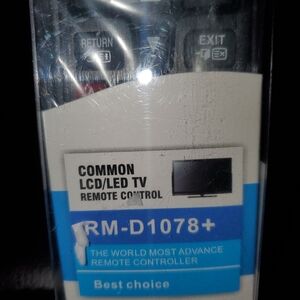 RETURN
EXIT
COMMON
LCD/LED TV
REMOTE CONTROL
RM-D1078+
THE WORLD MOST ADVANCE
REMOTE CONTROLLER
Best choice